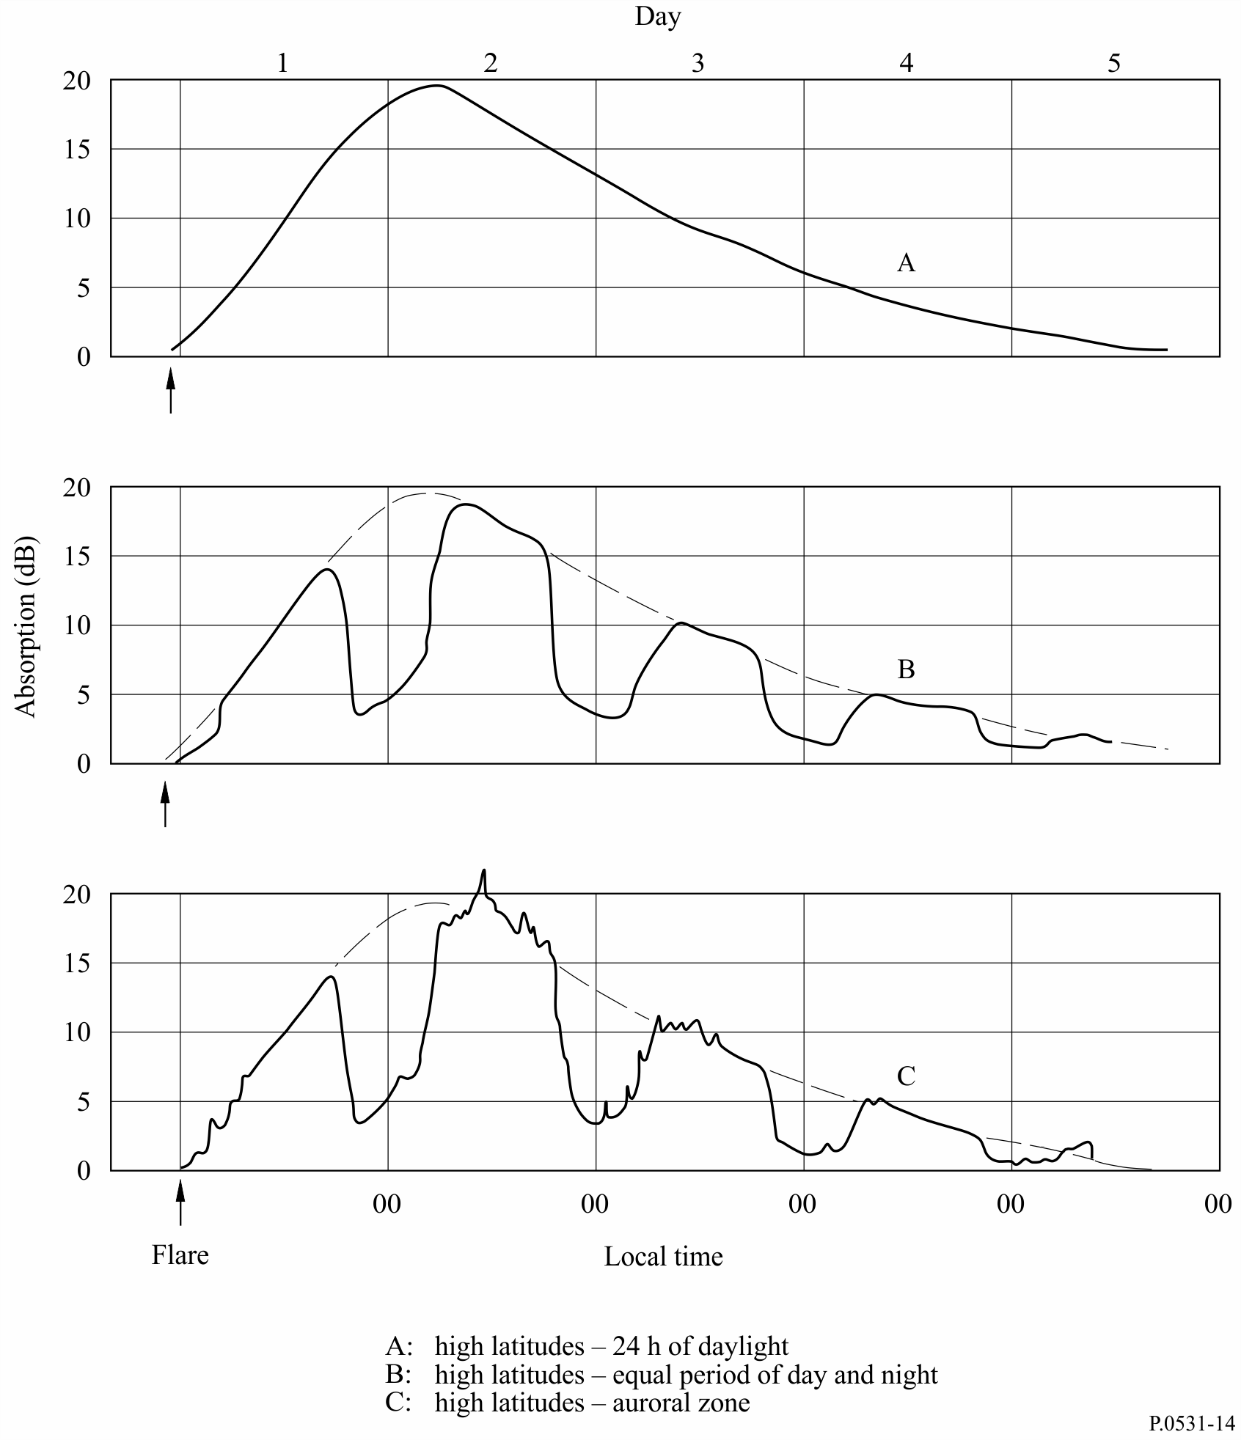 Day
1 2 3 4 5
20
15
10
5
0
A
20
15
10
5
0
B
Absorption (dB)
20
15
10
5
0
C
00 00 00 00 00
Flare
Local time
A: high latitudes – 24 h of daylight
B: high latitudes – equal period of day and night
C: high latitudes – auroral zone
P.0531-14